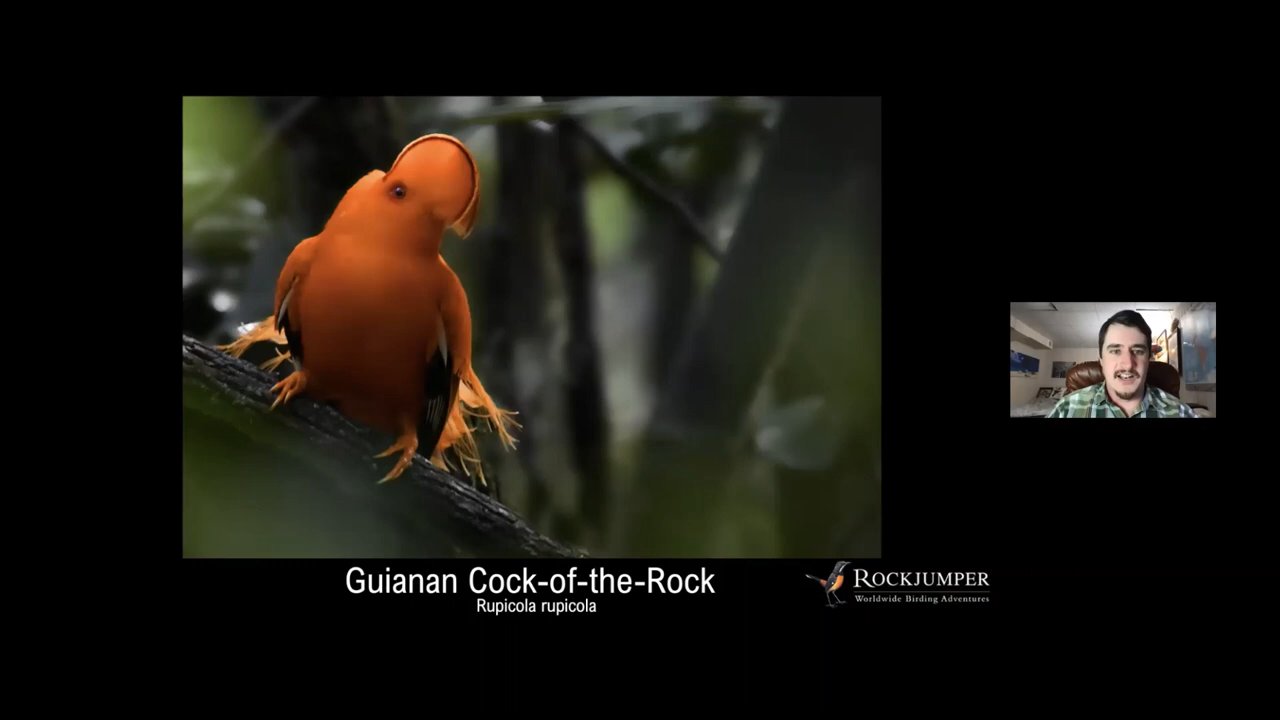 Guianan Cock-of-the-Rock
Rupicola rupicola
ROCKJUMPER
Worldwide Birding Adventures